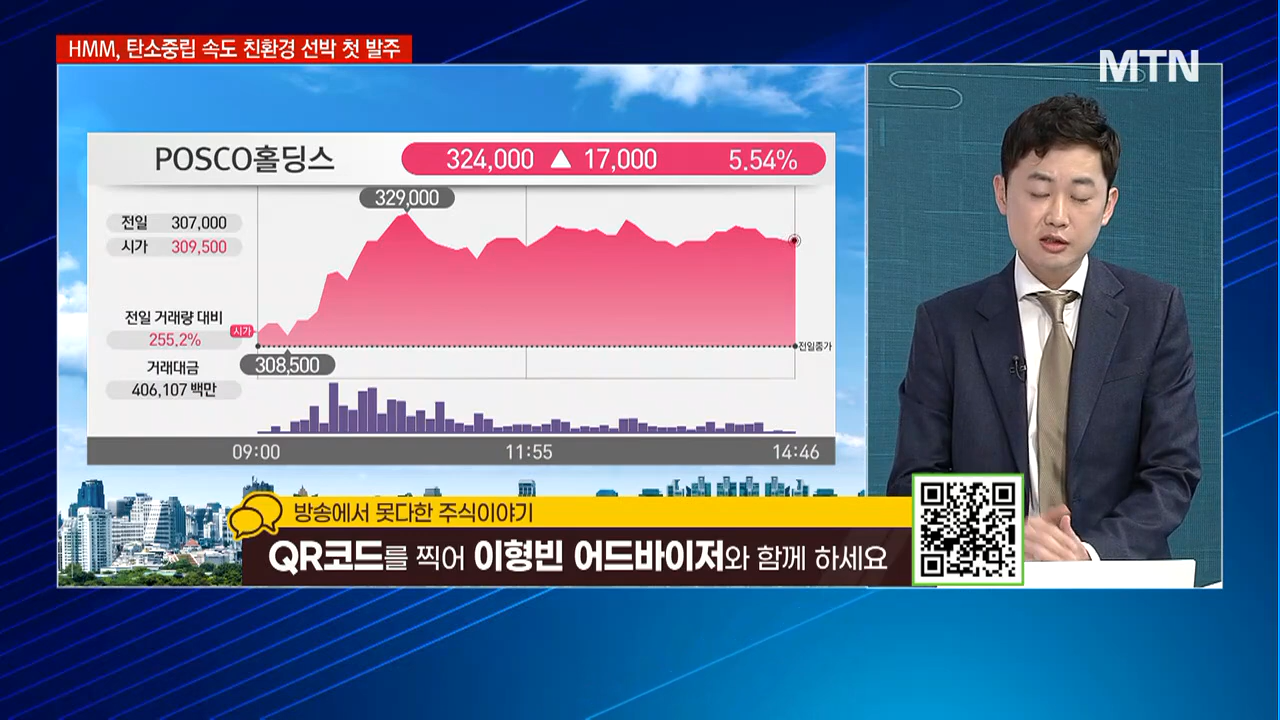 HMM, 탄소중립 속도 친환경 선박 첫 발주
MTN
POSCO홀딩스
324,000 ▲ 17,000 5.54%
329,000
전일 307,000
시가 309,500
전일 거래량 대비
255.2%
시가
전일종가
308,500
거래대금
406,107 백만
09:00 11:55 14:46
방송에서 못다한 주식이야기
QR코드를 찍어 이형빈 어드바이저와 함께 하세요